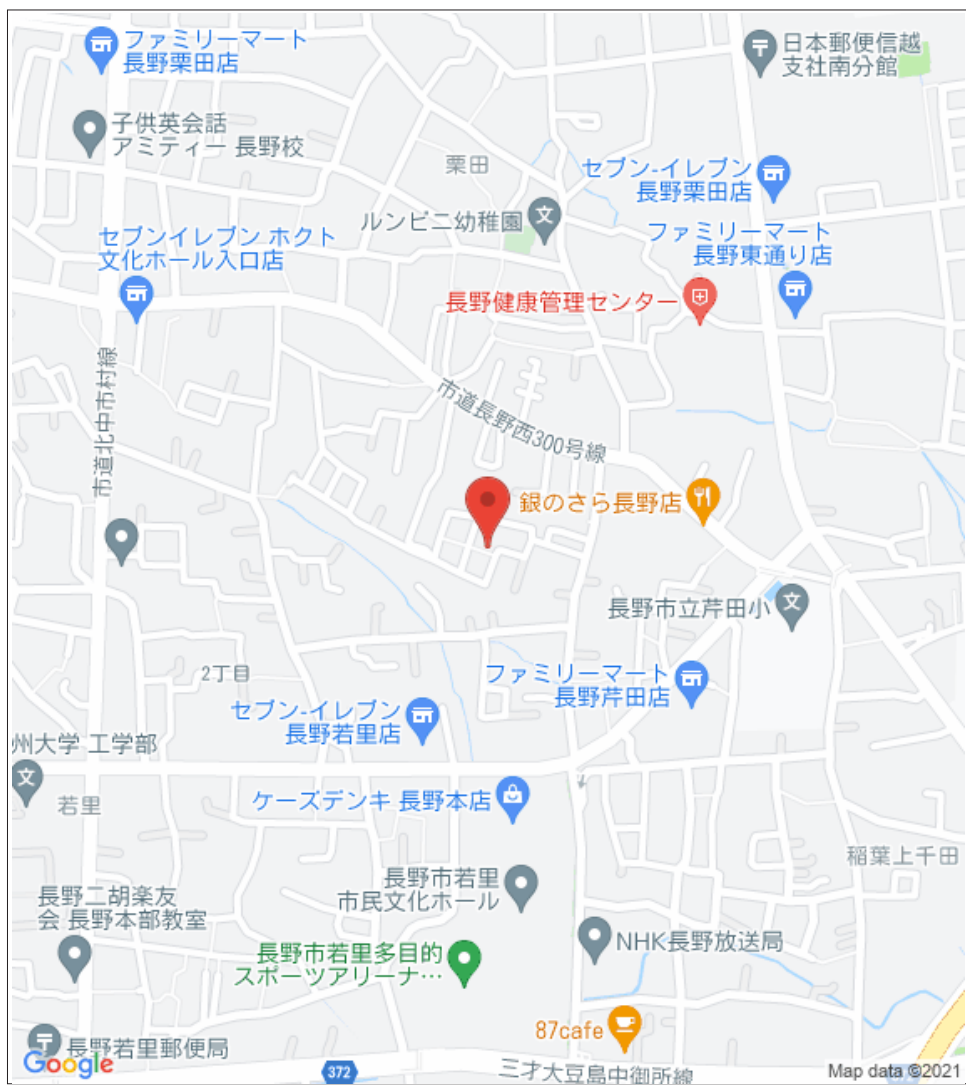 ファミリーマート
長野栗田店
日本郵便信越
支社南分館
子供英会話
アミティー 長野校
栗田
セブン-イレブン
長野栗田店
ルンビニ幼稚園
セブンイレブン ホクト
文化ホール入口店
ファミリーマート
長野東通り店
長野健康管理センター
市道北中市村線
市道長野西300号線
銀のさら長野店
長野市立芹田小
2丁目
ファミリーマート
長野芹田店
セブン-イレブン
長野若里店
州大学 工学部
若里
ケーズデンキ 長野本店
稲葉上千田
長野市若里
市民文化ホール
長野二胡楽友
会 長野本部教室
NHK長野放送局
長野市若里多目的
スポーツアリーナ…
87cafe
長野若里郵便局
Google
372
三才大豆島中御所線
Map data ©2021